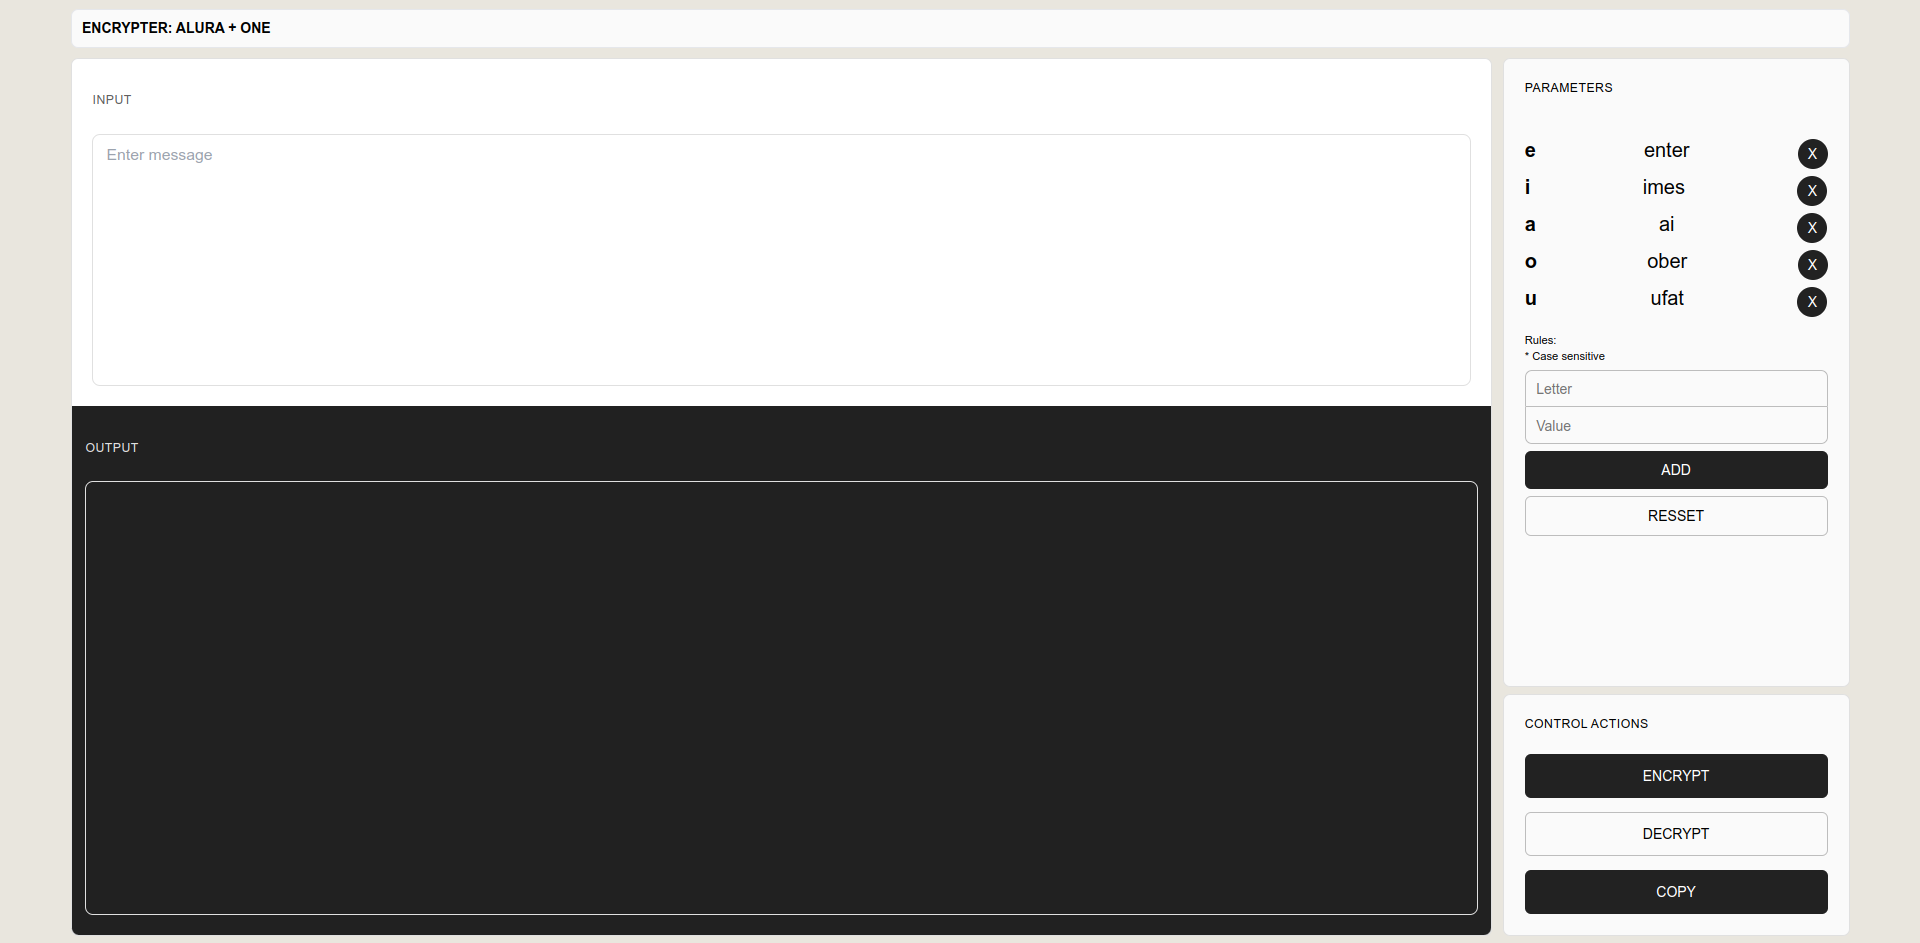 ENCRYPTER: ALURA + ONE
INPUT
Enter message
OUTPUT
PARAMETERS
e enter X
i imes X
a ai X
o ober X
u ufat X
Rules:
* Case sensitive
Letter
Value
ADD
RESSET
CONTROL ACTIONS
ENCRYPT
DECRYPT
COPY